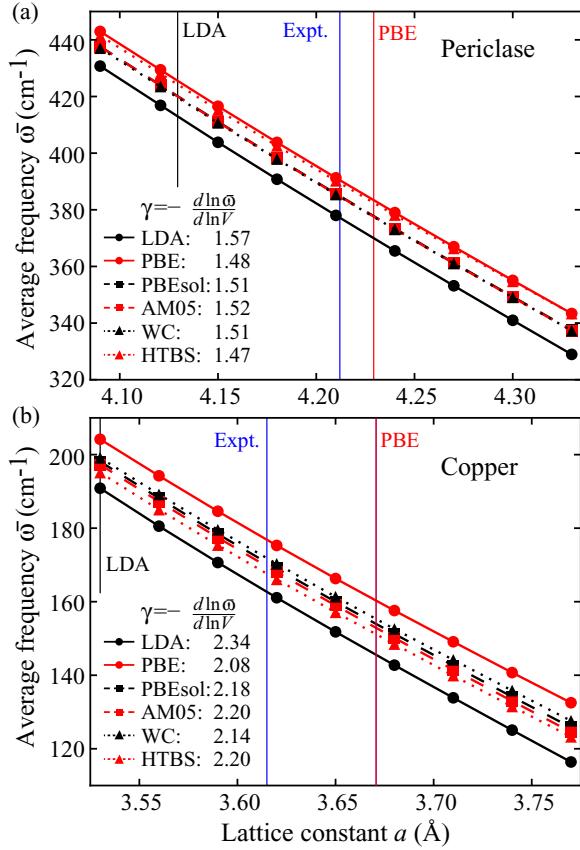 (a)
LDA
Expt.
PBE
Periclase
Average frequency ω̄ (cm⁻¹)
440
420
400
380
360
340
320
γ=− d ln ω̄ / d ln V
LDA: 1.57
PBE: 1.48
PBEsol: 1.51
AM05: 1.52
WC: 1.51
HTBS: 1.47
4.10 4.15 4.20 4.25 4.30
(b)
Expt.
PBE
Copper
LDA
Average frequency ω̄ (cm⁻¹)
200
180
160
140
120
γ=− d ln ω̄ / d ln V
LDA: 2.34
PBE: 2.08
PBEsol: 2.18
AM05: 2.20
WC: 2.14
HTBS: 2.20
3.55 3.60 3.65 3.70 3.75
Lattice constant a (Å)